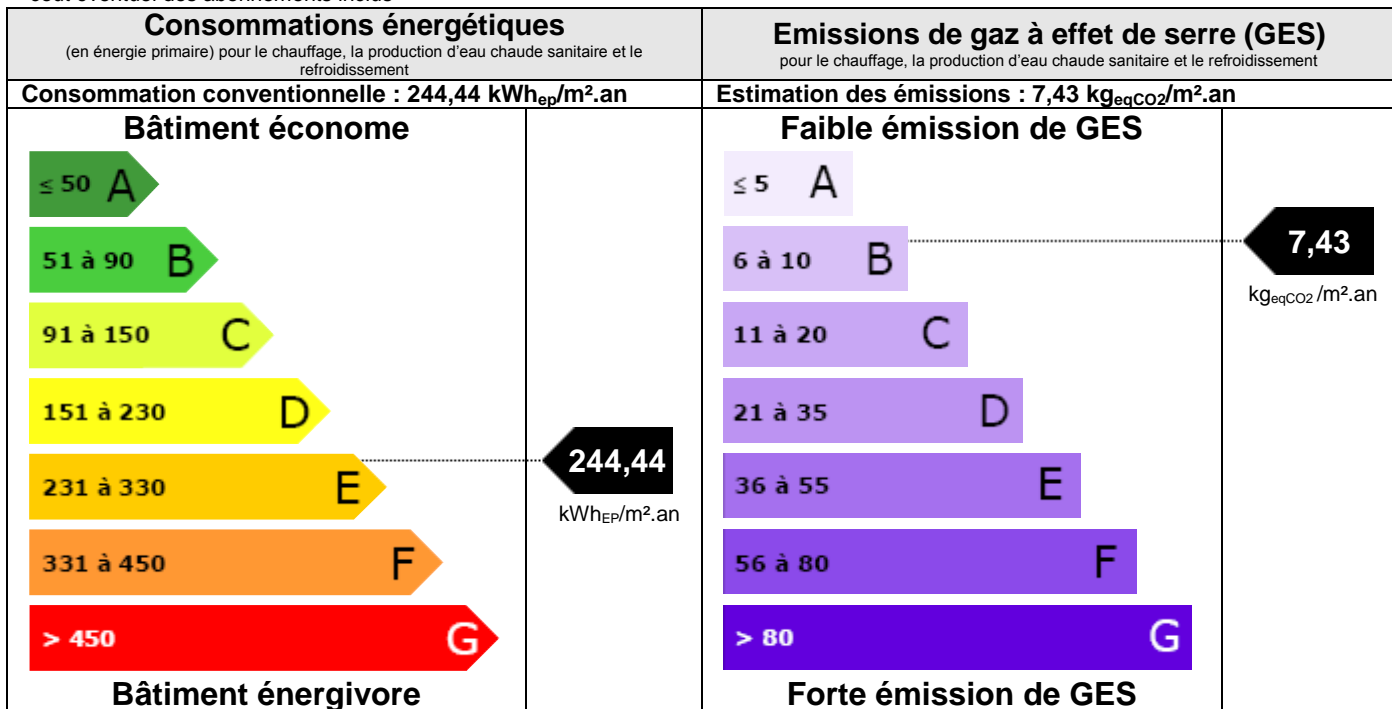 coût éventuel des abonnements inclus
Consommations énergétiques
(en énergie primaire) pour le chauffage, la production d'eau chaude sanitaire et le
refroidissement
Consommation conventionnelle : 244,44 kWhep/m².an
Bâtiment économe
≤ 50 A
51 à 90 B
91 à 150 C
151 à 230 D
231 à 330 E
331 à 450 F
> 450 G
244,44
kWhEP/m².an
Bâtiment énergivore
Emissions de gaz à effet de serre (GES)
pour le chauffage, la production d'eau chaude sanitaire et le refroidissement
Estimation des émissions : 7,43 kgeqCO2/m².an
Faible émission de GES
≤ 5 A
6 à 10 B
11 à 20 C
21 à 35 D
36 à 55 E
56 à 80 F
> 80 G
7,43
kgeqCO2 /m².an
Forte émission de GES